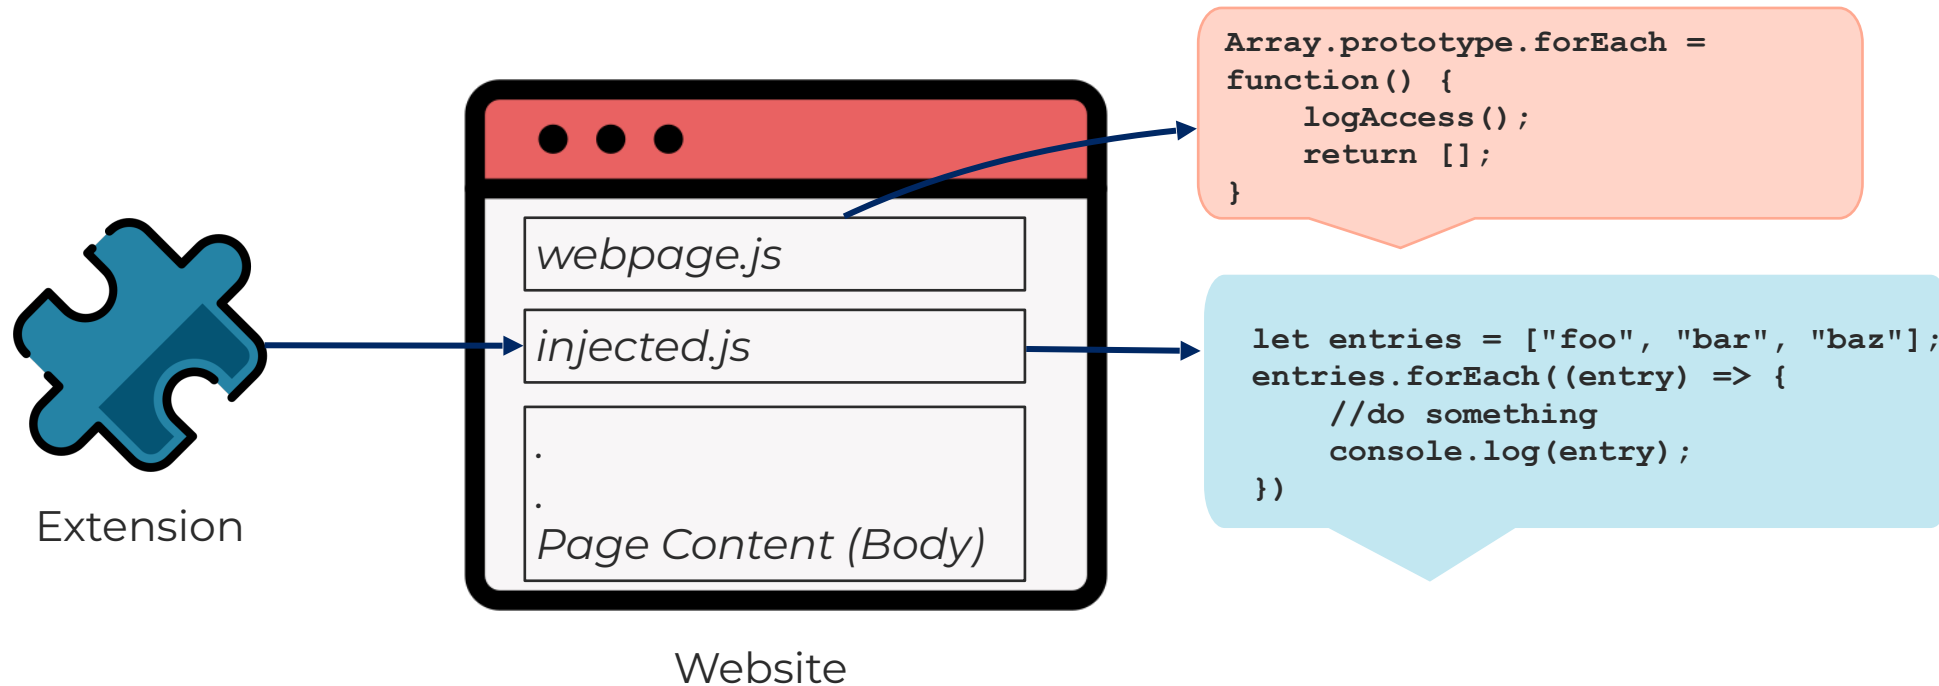 Array.prototype.forEach =
function() {
    logAccess();
    return [];
}
webpage.js
injected.js
let entries = ["foo", "bar", "baz"];
entries.forEach((entry) => {
    //do something
    console.log(entry);
})
.
.
Page Content (Body)
Extension
Website